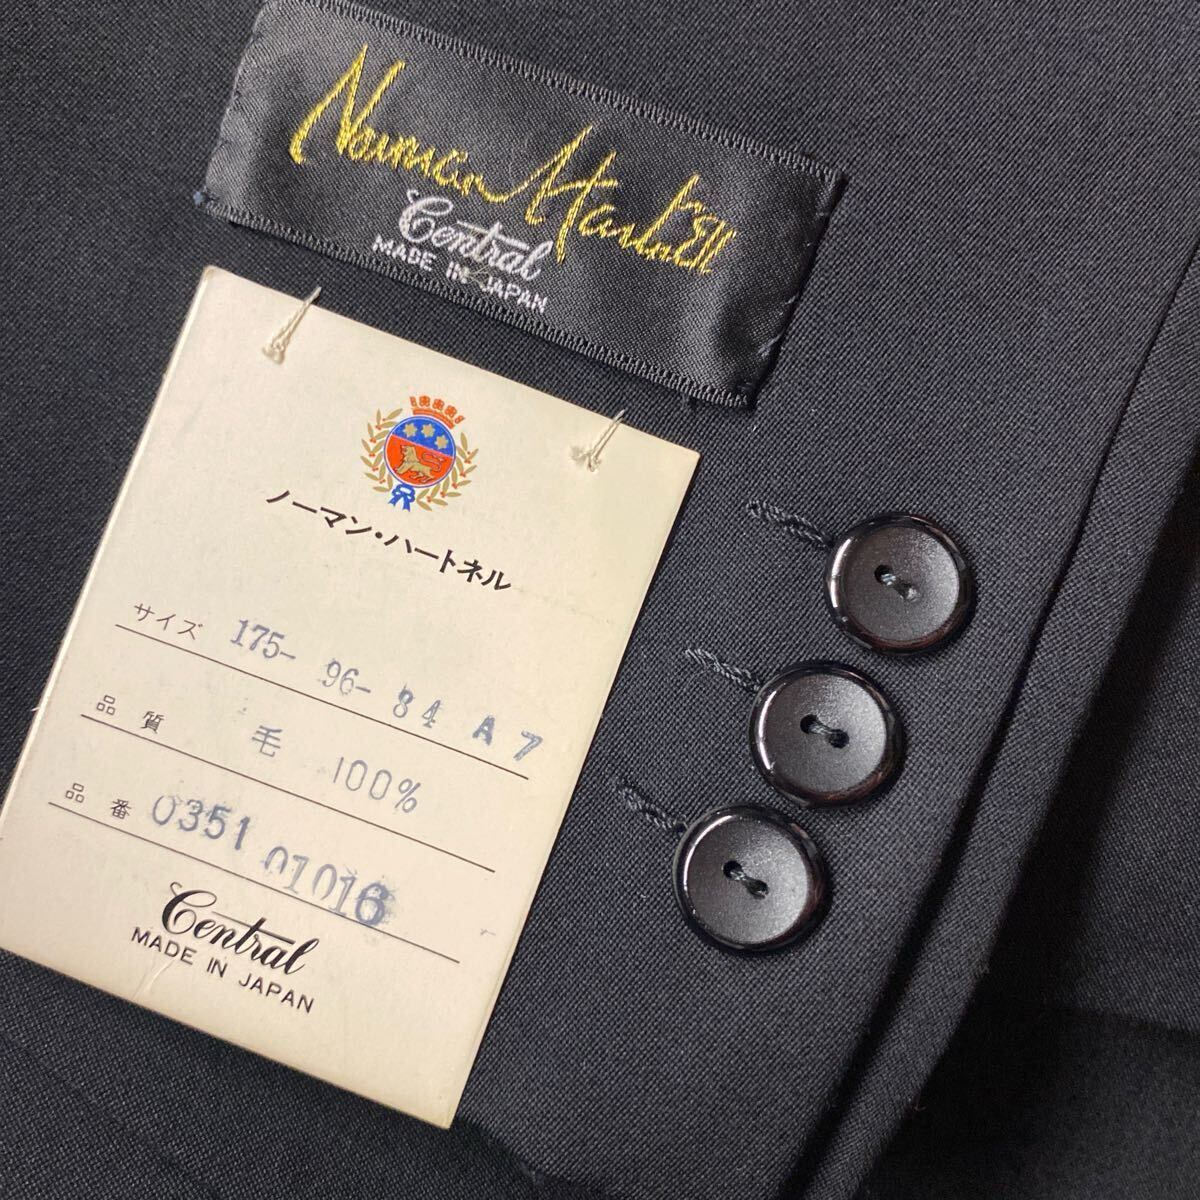 Norman Hartnell
Central
MADE IN JAPAN
ノーマン・ハートネル
サイズ 175- 96- 84 A 7
品質 毛 100%
品番 0351 01016
Central
MADE IN JAPAN